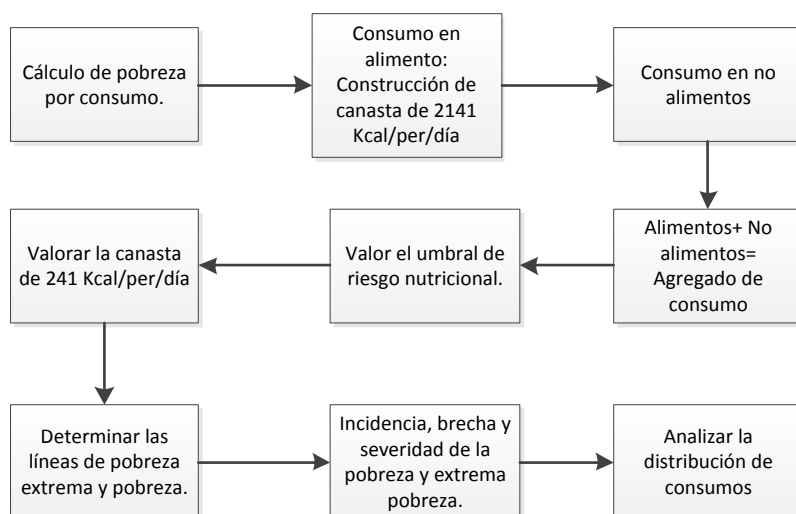 Cálculo de pobreza
por consumo.
Consumo en
alimento:
Construcción de
canasta de 2141
Kcal/per/día
Consumo en no
alimentos
Alimentos+ No
alimentos=
Agregado de
consumo
Valor el umbral de
riesgo nutricional.
Valorar la canasta
de 241 Kcal/per/día
Determinar las
líneas de pobreza
extrema y pobreza.
Incidencia, brecha y
severidad de la
pobreza y extrema
pobreza.
Analizar la
distribución de
consumos